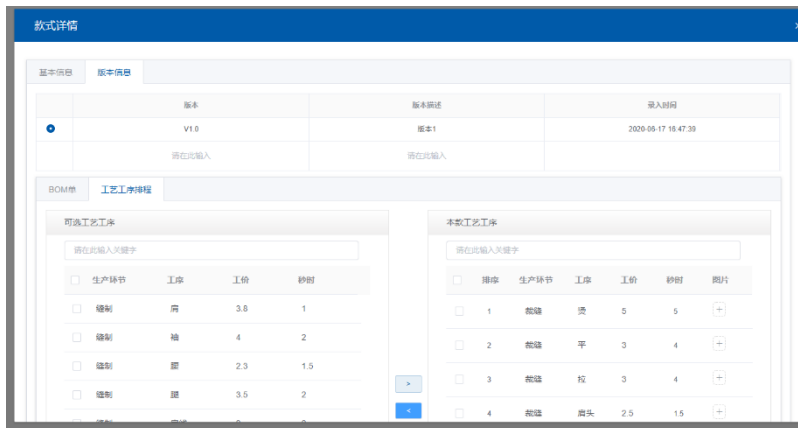 款式详情
基本信息 版本信息
版本 版本描述 录入时间
V1.0 版本1 2020-06-17 16:47:39
请在此输入 请在此输入
BOM单 工艺工序排程
可选工艺工序 本款工艺工序
请在此输入关键字 请在此输入关键字
生产环节 工序 工价 秒时 排序 生产环节 工序 工价 秒时 图片
缝制 肩 3.8 1 1 裁缝 烫 5 5 +
缝制 袖 4 2 2 裁缝 平 3 4 +
缝制 腰 2.3 1.5 3 裁缝 拉 3 4 +
>
缝制 腿 3.5 2 4 裁缝 肩头 2.5 1.5 +
<